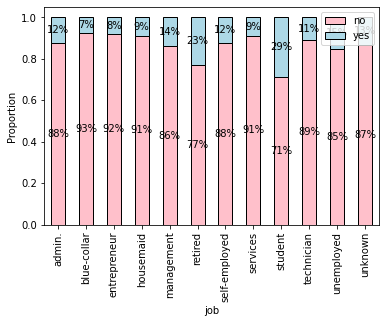 no
yes
1.0
0.8
0.6
0.4
0.2
0.0
Proportion
12% 7% 8% 9% 14% 23% 12% 9% 29% 11%
88% 93% 92% 91% 86% 77% 88% 91% 71% 89% 85% 87%
admin. blue-collar entrepreneur housemaid management retired self-employed services student technician unemployed unknown
job